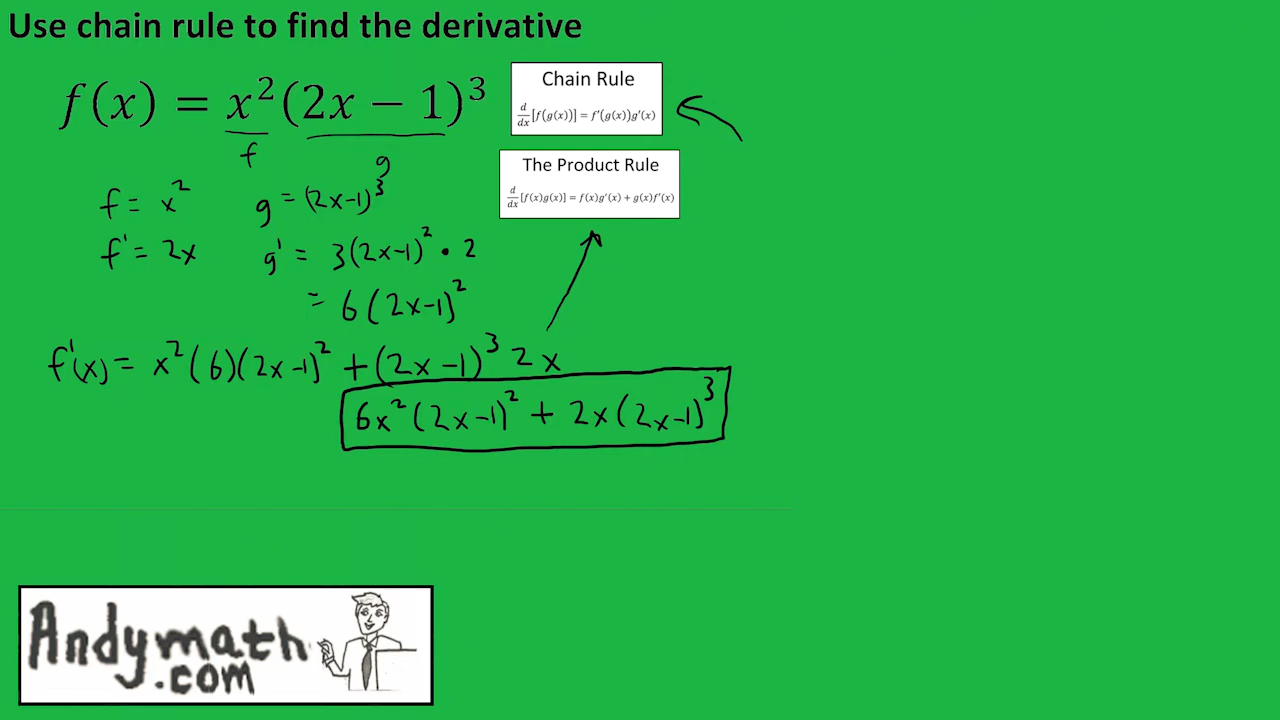 Use chain rule to find the derivative
f(x) = x²(2x − 1)³
f
g
Chain Rule
d/dx [f(g(x))] = f′(g(x))g′(x)
The Product Rule
d/dx [f(x)g(x)] = f(x)g′(x) + g(x)f′(x)
f = x² g = (2x-1)³
f' = 2x g' = 3(2x-1)² • 2
= 6(2x-1)²
f'(x) = x²(6)(2x-1)² + (2x-1)³ 2x
6x²(2x-1)² + 2x(2x-1)³
Andymath
.com